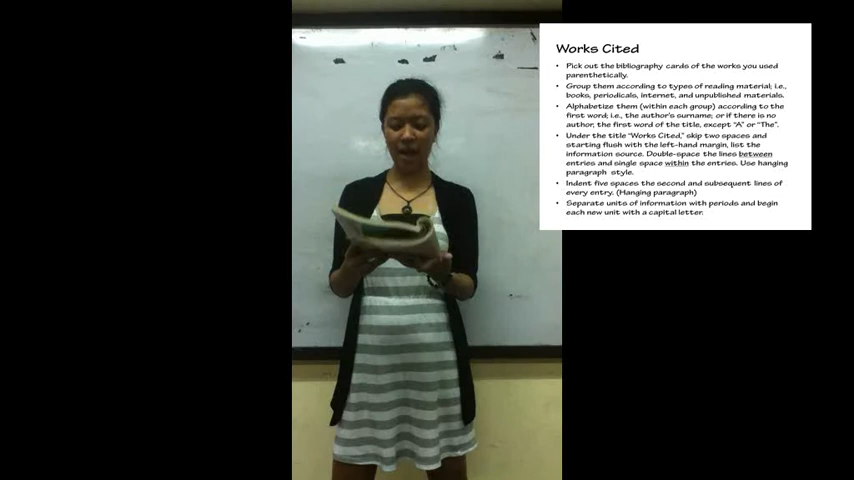 Works Cited
• Pick out the bibliography cards of the works you used
parenthetically.
• Group them according to types of reading material; i.e.,
books, periodicals, internet, and unpublished materials.
• Alphabetize them (within each group) according to the
first word; i.e., the author's surname; or if there is no
author, the first word of the title, except "A" or "The".
• Under the title "Works Cited," skip two spaces and
starting flush with the left-hand margin, list the
information source. Double-space the lines between
entries and single space within the entries. Use hanging
paragraph style.
• Indent five spaces the second and subsequent lines of
every entry. (Hanging paragraph)
• Separate units of information with periods and begin
each new unit with a capital letter.